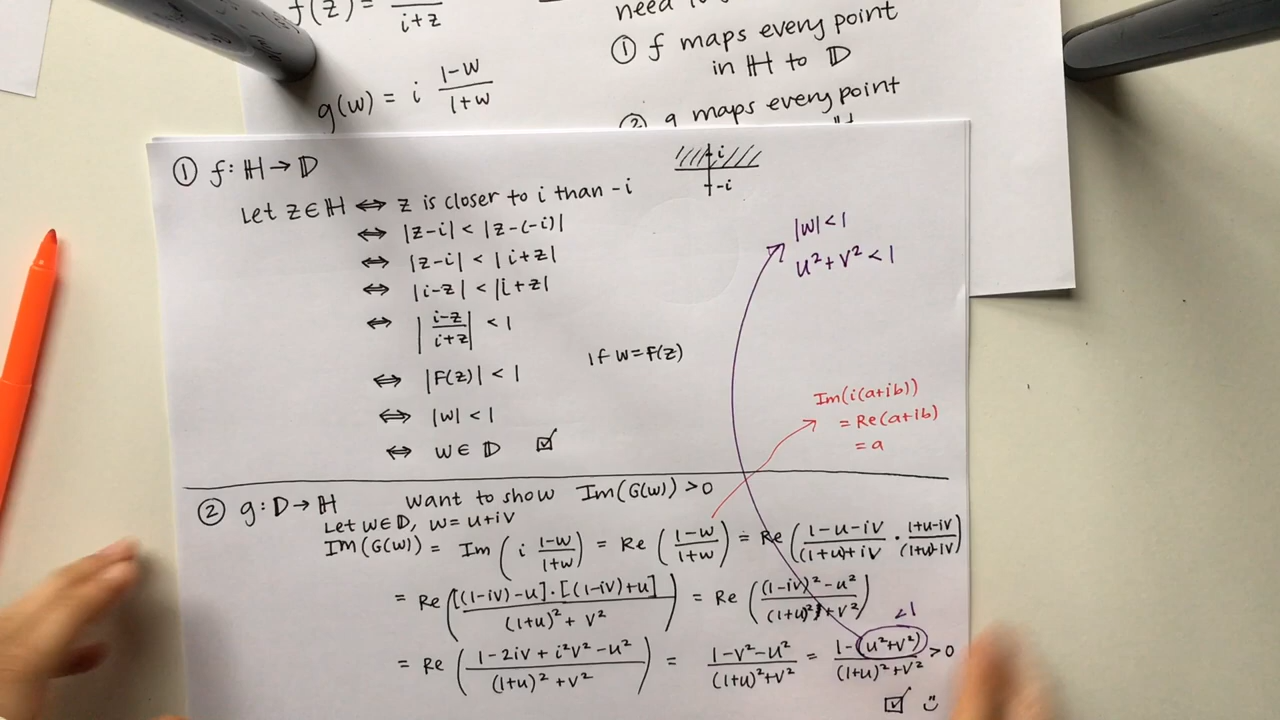 f(z) = i+z
g(w) = i 1-w / 1+w
need
① f maps every point
in ℍ to 𝔻
② g maps every point
① f: ℍ → 𝔻
Let z∈ℍ ⟺ z is closer to i than -i
⟺ |z-i| < |z-(-i)|
⟺ |z-i| < |i+z|
⟺ |i-z| < |i+z|
⟺ |i-z / i+z| < 1
⟺ |F(z)| < 1
If w=F(z)
⟺ |w| < 1
⟺ w∈𝔻 ☑
i
-i
|w| < 1
u²+v² < 1
Im(i(a+ib))
= Re(a+ib)
= a
② g: 𝔻 → ℍ want to show Im(G(w)) > 0
Let w∈𝔻, w= u+iv
Im(G(w)) = Im (i 1-w / 1+w) = Re (1-w / 1+w) = Re (1-u-iv / (1+u)+iv · 1+u-iv / (1+u)-iv)
= Re ([(1-iv)-u]·[(1-iv)+u] / (1+u)²+v²) = Re ((1-iv)²-u² / (1+u)²+v²)
<1
= Re (1-2iv+i²v²-u² / (1+u)²+v²) = 1-v²-u² / (1+u)²+v² = 1-(u²+v²) / (1+u)²+v² > 0
☑ ü